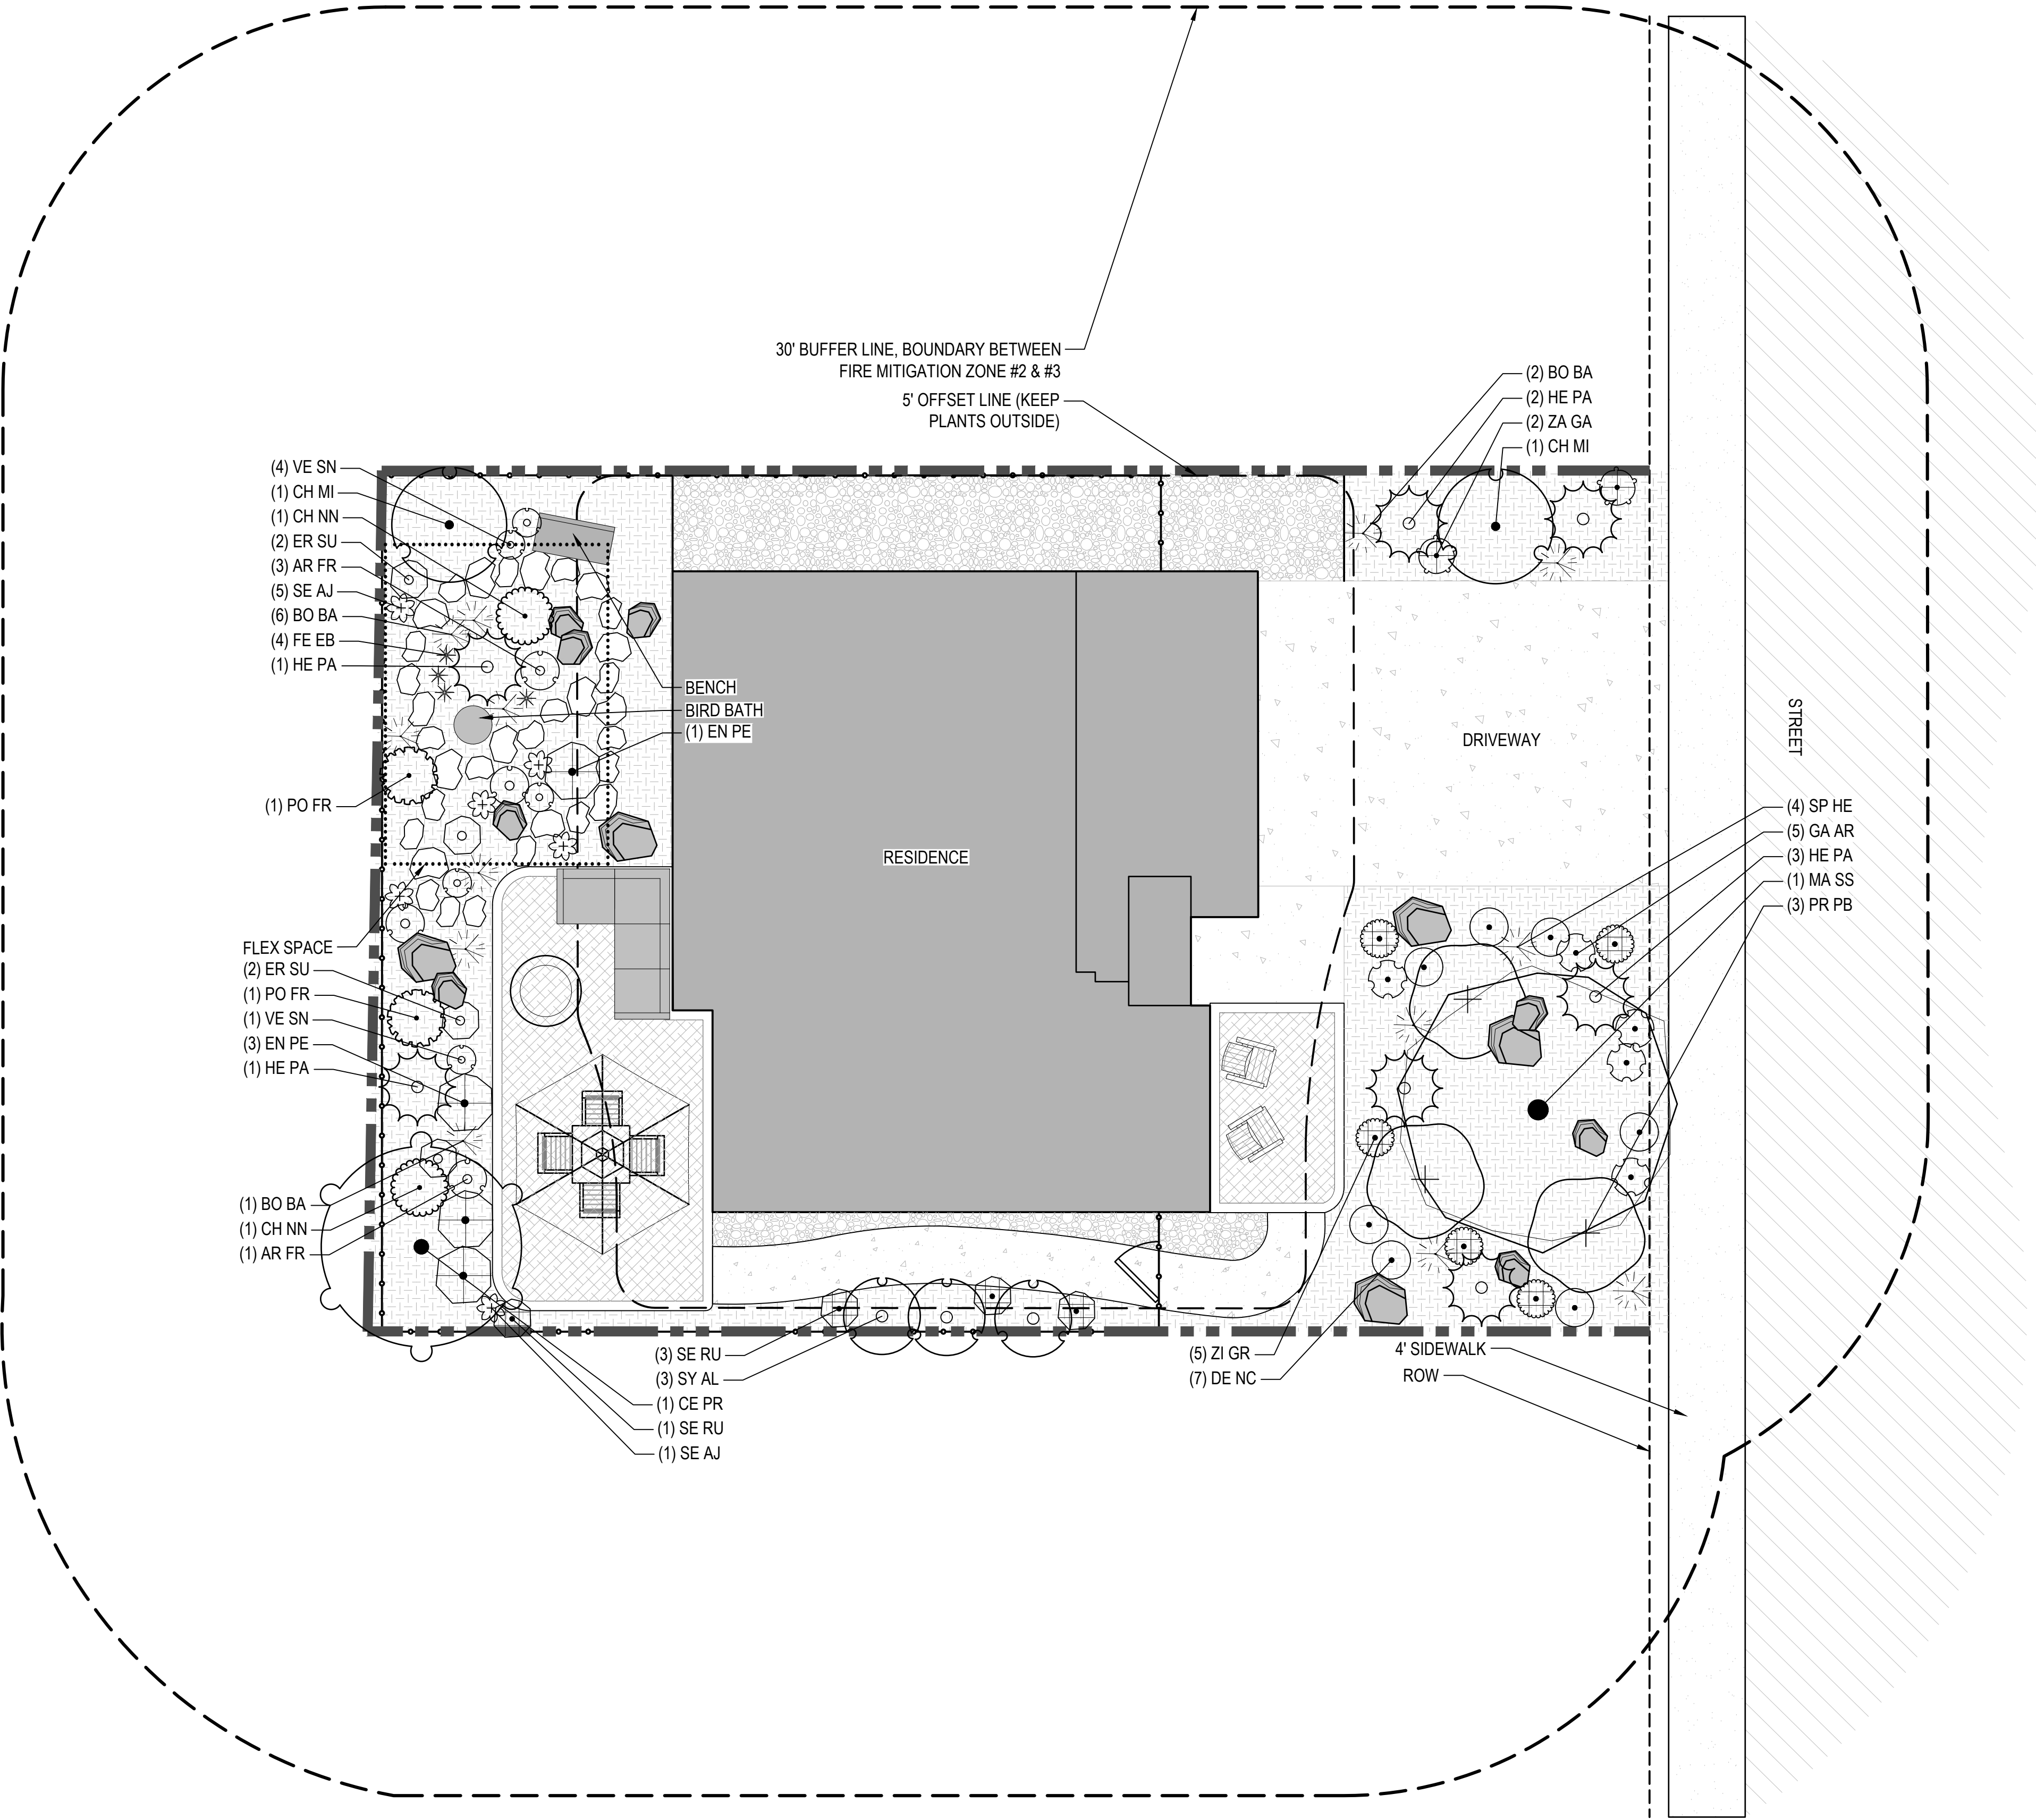 30' BUFFER LINE, BOUNDARY BETWEEN
FIRE MITIGATION ZONE #2 & #3
5' OFFSET LINE (KEEP
PLANTS OUTSIDE)
(2) BO BA
(2) HE PA
(2) ZA GA
(1) CH MI
(4) VE SN
(1) CH MI
(1) CH NN
(2) ER SU
(3) AR FR
(5) SE AJ
(6) BO BA
(4) FE EB
(1) HE PA
BENCH
BIRD BATH
(1) EN PE
(1) PO FR
RESIDENCE
DRIVEWAY
STREET
(4) SP HE
(5) GA AR
(3) HE PA
(1) MA SS
(3) PR PB
FLEX SPACE
(2) ER SU
(1) PO FR
(1) VE SN
(3) EN PE
(1) HE PA
(1) BO BA
(1) CH NN
(1) AR FR
(3) SE RU
(3) SY AL
(1) CE PR
(1) SE RU
(1) SE AJ
(5) ZI GR
(7) DE NC
4' SIDEWALK
ROW